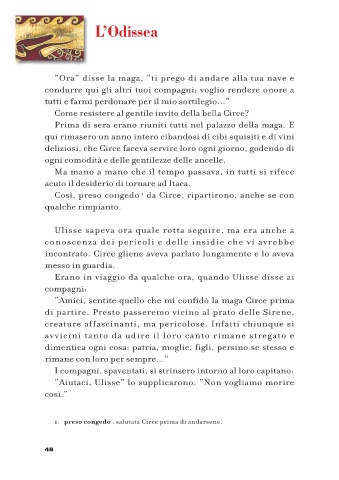 L'Odissea
"Ora" disse la maga, "ti prego di andare alla tua nave e
condurre qui gli altri tuoi compagni; voglio rendere onore a
tutti e farmi perdonare per il mio sortilegio..."
Come resistere al gentile invito della bella Circe?
Prima di sera erano riuniti tutti nel palazzo della maga. E
qui rimasero un anno intero cibandosi di cibi squisiti e di vini
deliziosi, che Circe faceva servire loro ogni giorno, godendo di
ogni comodità e delle gentilezze delle ancelle.
Ma mano a mano che il tempo passava, in tutti si rifece
acuto il desiderio di tornare ad Itaca.
Così, preso congedo ¹ da Circe, ripartirono, anche se con
qualche rimpianto.
Ulisse sapeva ora quale rotta seguire, ma era anche a
conoscenza dei pericoli e delle insidie che vi avrebbe
incontrato. Circe gliene aveva parlato lungamente e lo aveva
messo in guardia.
Erano in viaggio da qualche ora, quando Ulisse disse ai
compagni:
"Amici, sentite quello che mi confidò la maga Circe prima
di partire. Presto passeremo vicino al prato delle Sirene,
creature affascinanti, ma pericolose. Infatti chiunque si
avvicini tanto da udire il loro canto rimane stregato e
dimentica ogni cosa: patria, moglie, figli, persino se stesso e
rimane con loro per sempre..."
I compagni, spaventati, si strinsero intorno al loro capitano:
"Aiutaci, Ulisse" lo supplicarono. "Non vogliamo morire
così."
1. preso congedo : salutata Circe prima di andarsene.
48